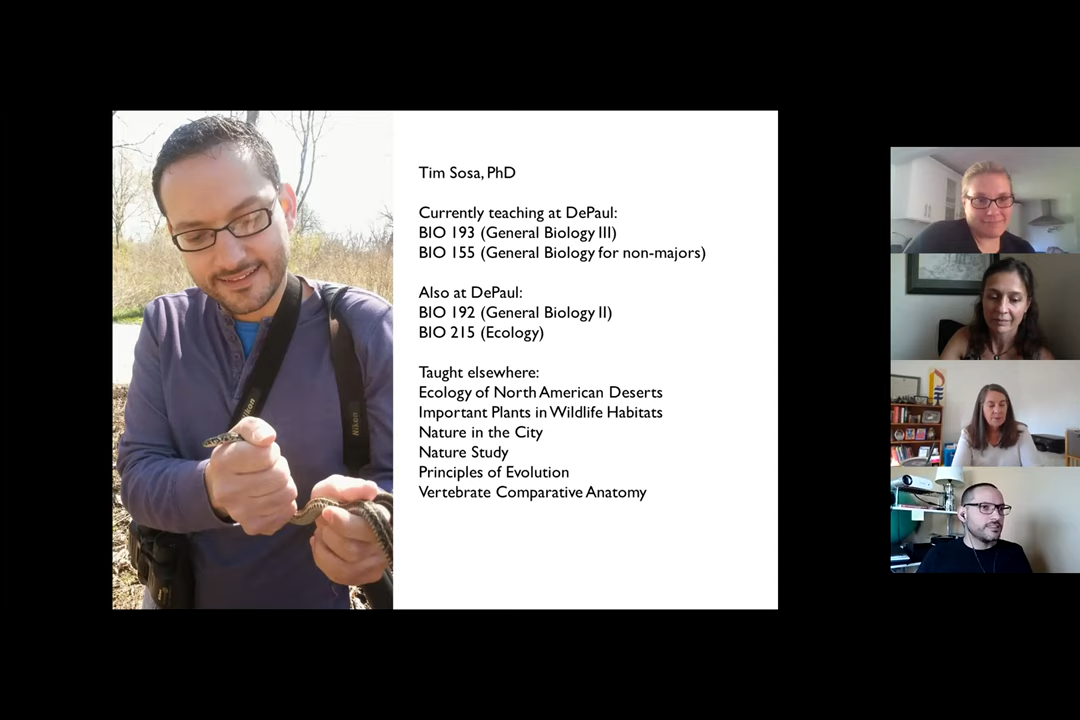 Tim Sosa, PhD
Currently teaching at DePaul:
BIO 193 (General Biology III)
BIO 155 (General Biology for non-majors)
Also at DePaul:
BIO 192 (General Biology II)
BIO 215 (Ecology)
Taught elsewhere:
Ecology of North American Deserts
Important Plants in Wildlife Habitats
Nature in the City
Nature Study
Principles of Evolution
Vertebrate Comparative Anatomy
Nikon
Nikon